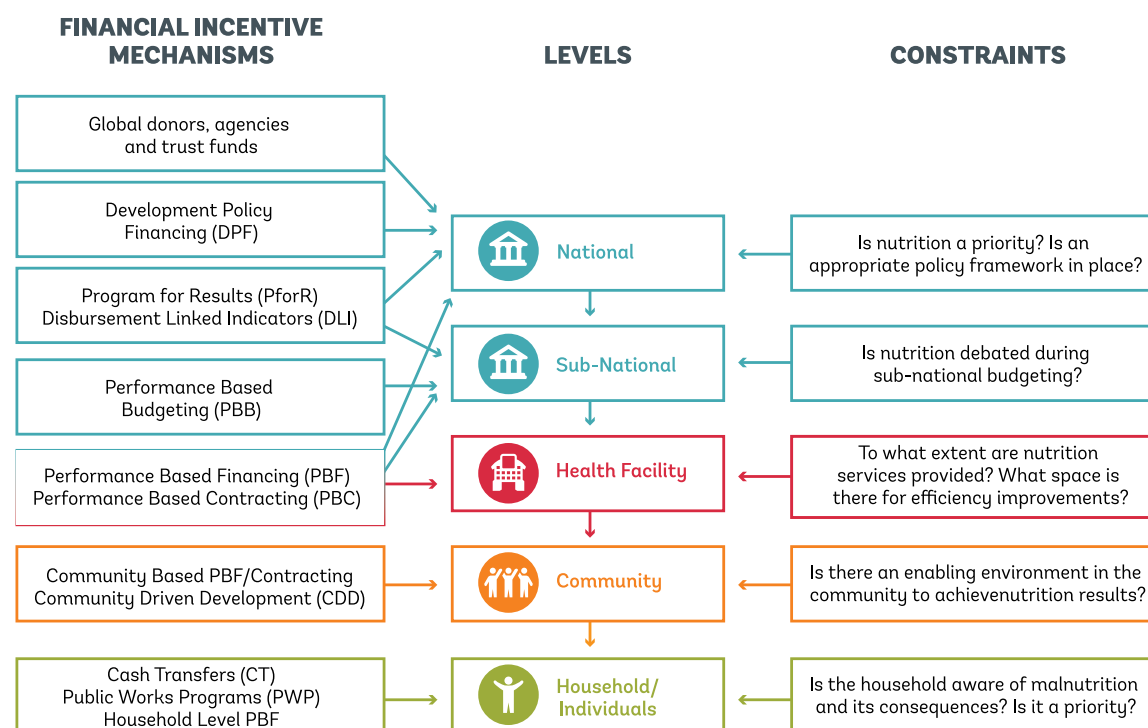 FINANCIAL INCENTIVE
MECHANISMS
LEVELS
CONSTRAINTS
Global donors, agencies
and trust funds
Development Policy
Financing (DPF)
Program for Results (PforR)
Disbursement Linked Indicators (DLI)
Performance Based
Budgeting (PBB)
Performance Based Financing (PBF)
Performance Based Contracting (PBC)
Community Based PBF/Contracting
Community Driven Development (CDD)
Cash Transfers (CT)
Public Works Programs (PWP)
Household Level PBF
National
Sub-National
Health Facility
Community
Household/
Individuals
Is nutrition a priority? Is an
appropriate policy framework in place?
Is nutrition debated during
sub-national budgeting?
To what extent are nutrition
services provided? What space is
there for efficiency improvements?
Is there an enabling environment in the
community to achievenutrition results?
Is the household aware of malnutrition
and its consequences? Is it a priority?